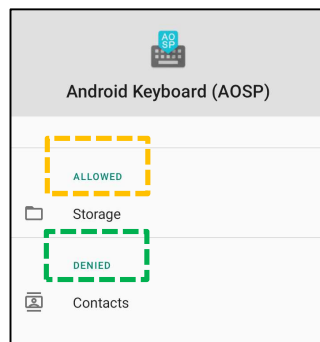 AO
SP
Android Keyboard (AOSP)
ALLOWED
Storage
DENIED
Contacts